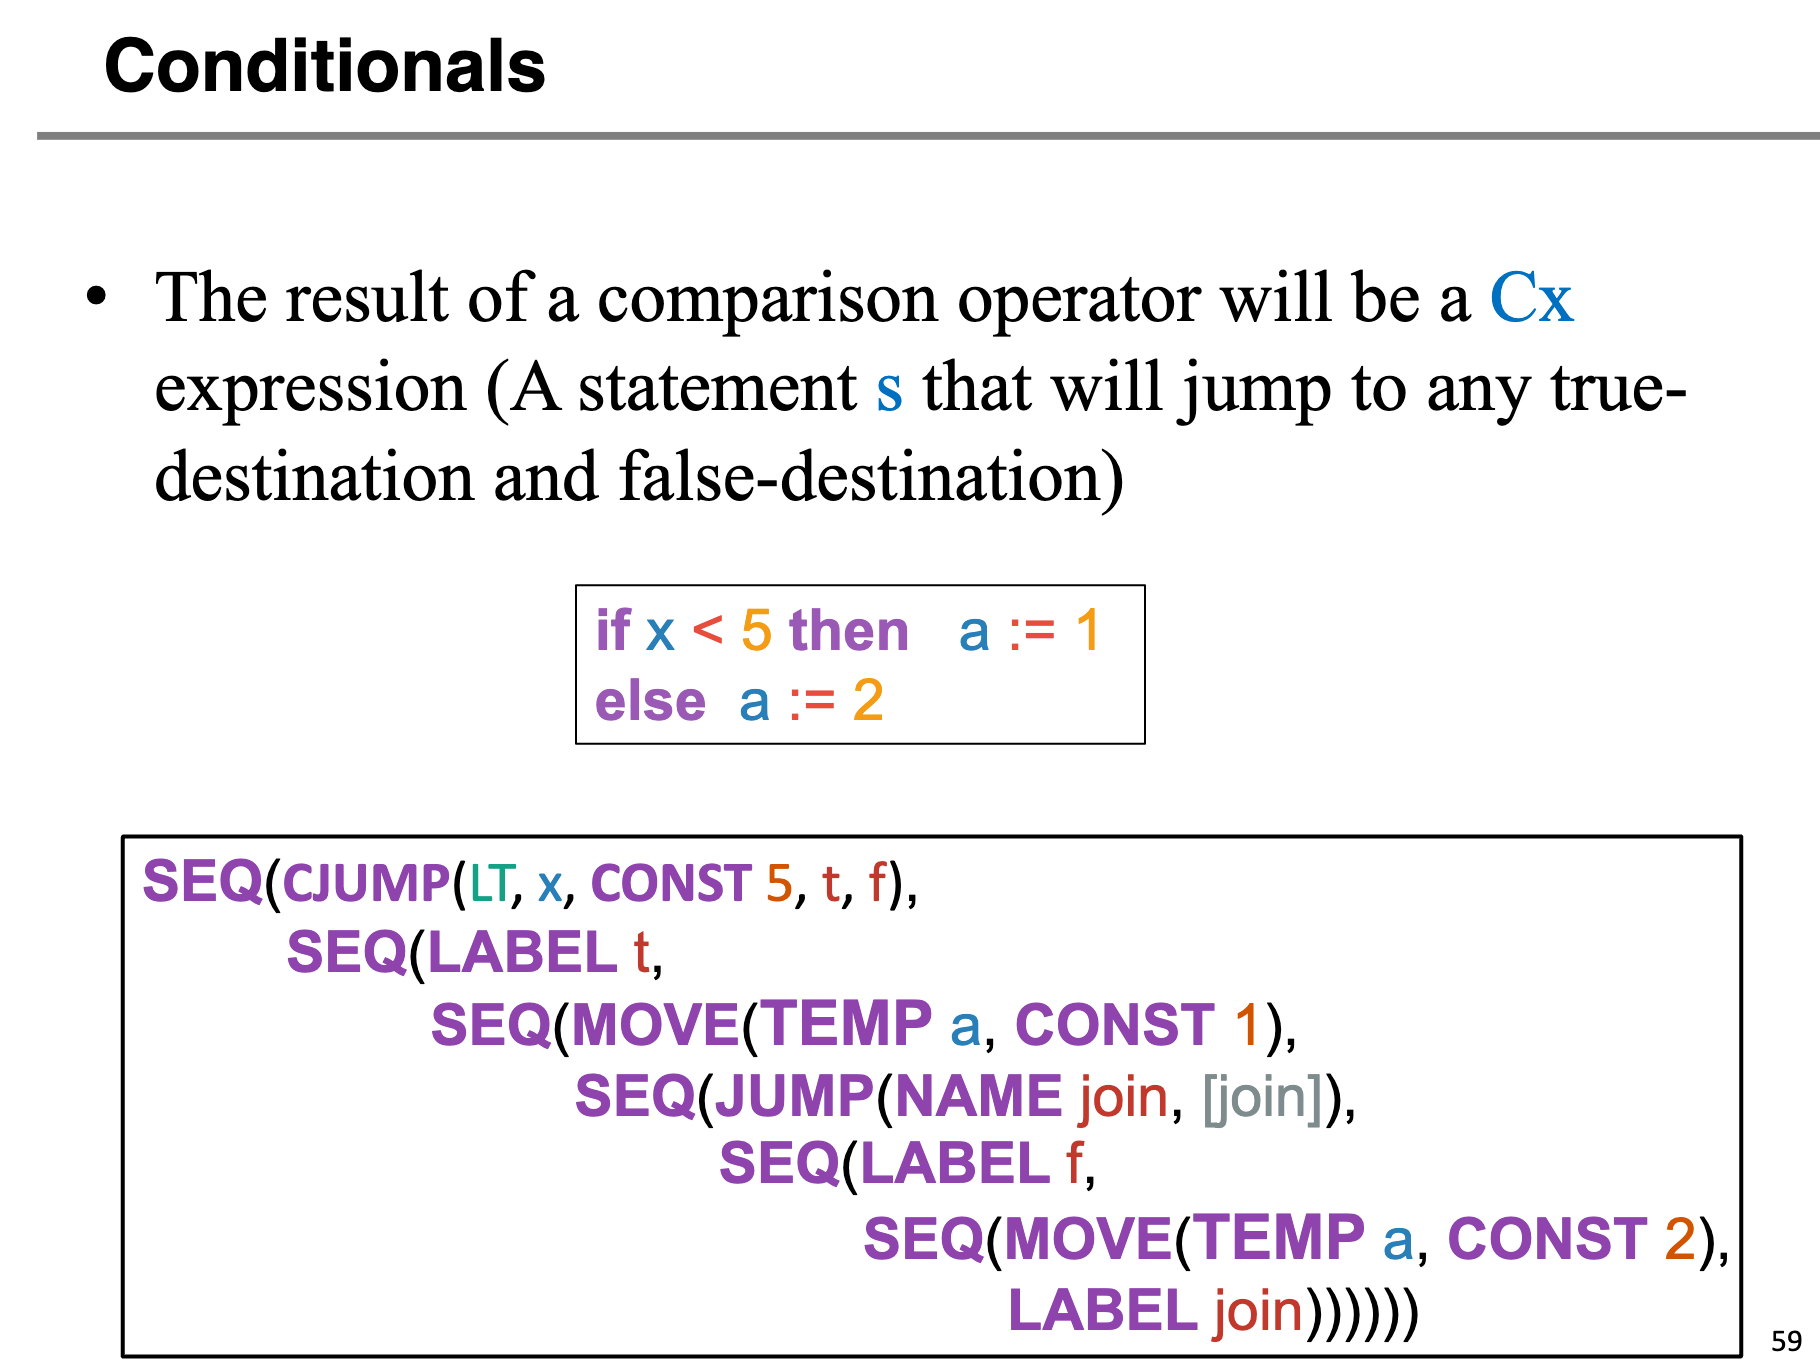 Conditionals
• The result of a comparison operator will be a Cx
expression (A statement s that will jump to any true-
destination and false-destination)
if x < 5 then a := 1
else a := 2
SEQ(CJUMP(LT, x, CONST 5, t, f),
SEQ(LABEL t,
SEQ(MOVE(TEMP a, CONST 1),
SEQ(JUMP(NAME join, [join]),
SEQ(LABEL f,
SEQ(MOVE(TEMP a, CONST 2),
LABEL join))))))
59